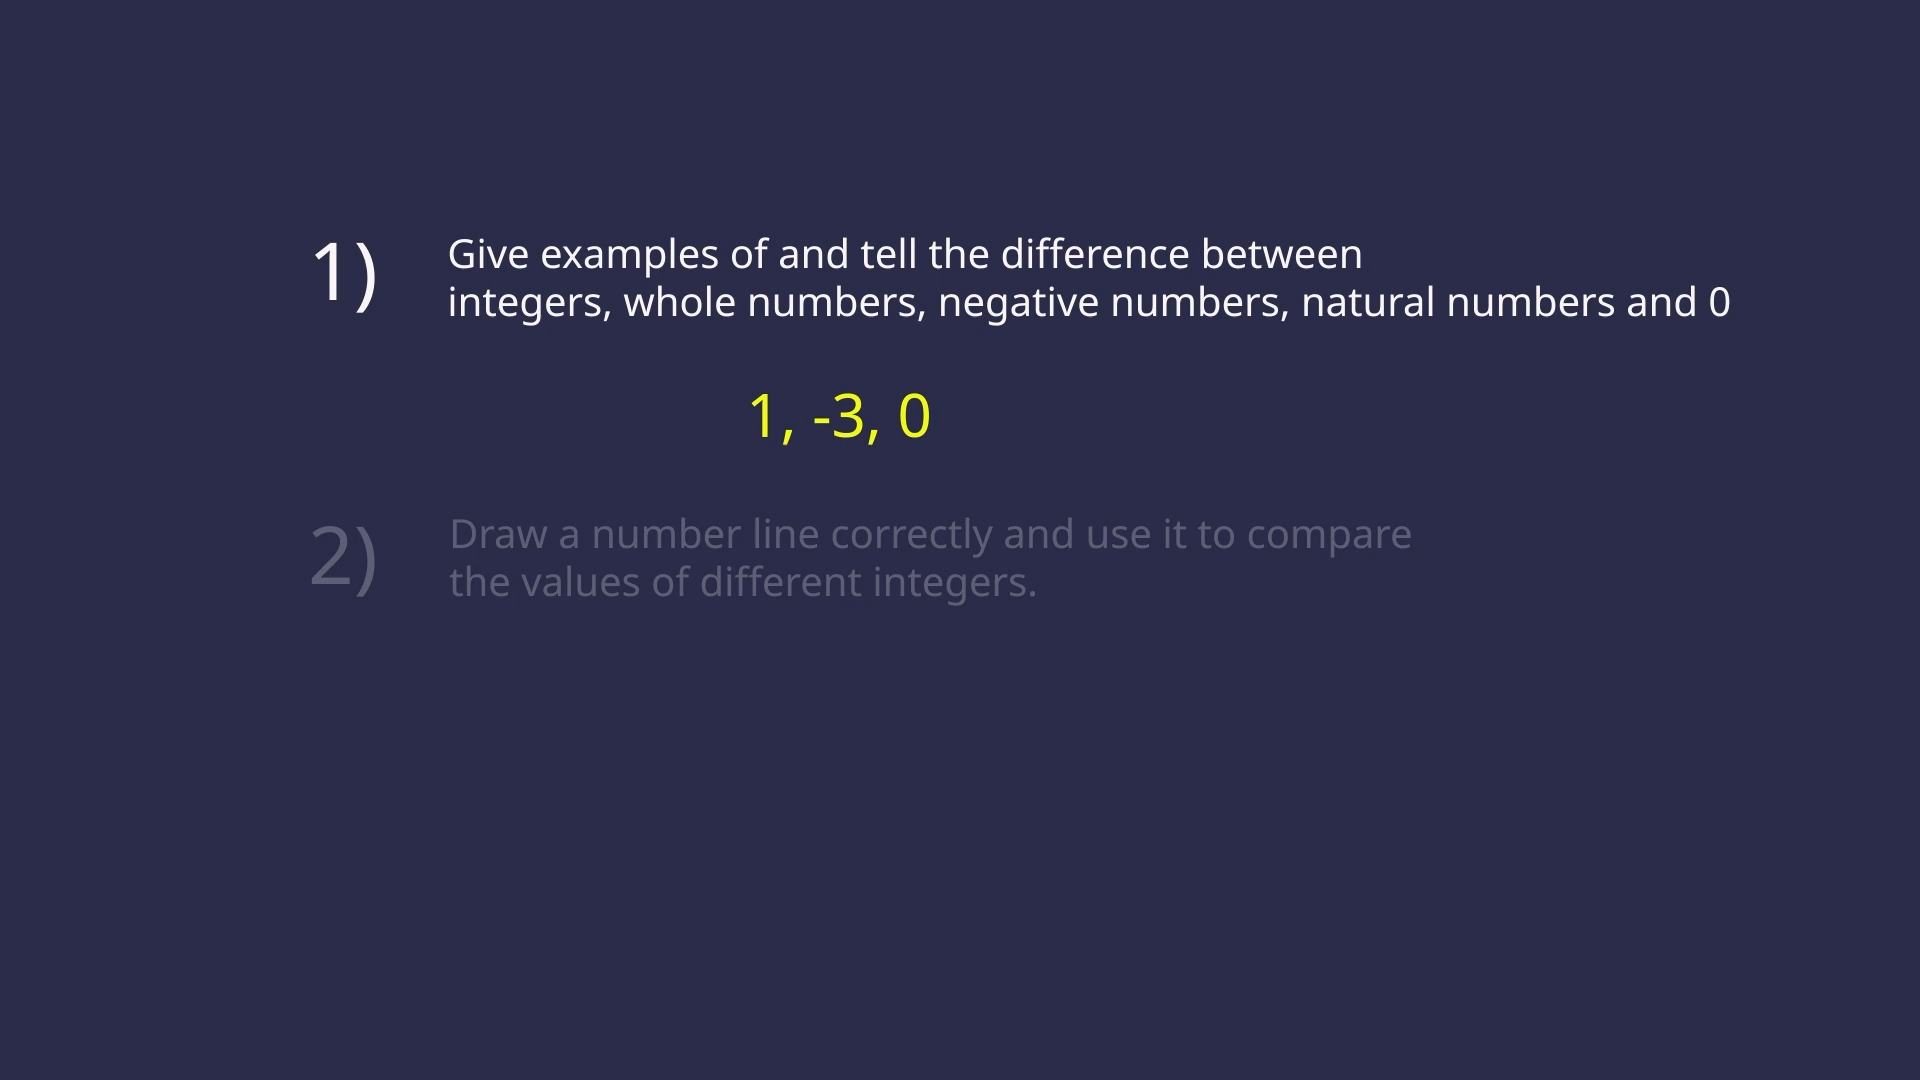 1) Give examples of and tell the difference between
integers, whole numbers, negative numbers, natural numbers and 0
1, -3, 0
2) Draw a number line correctly and use it to compare
the values of different integers.